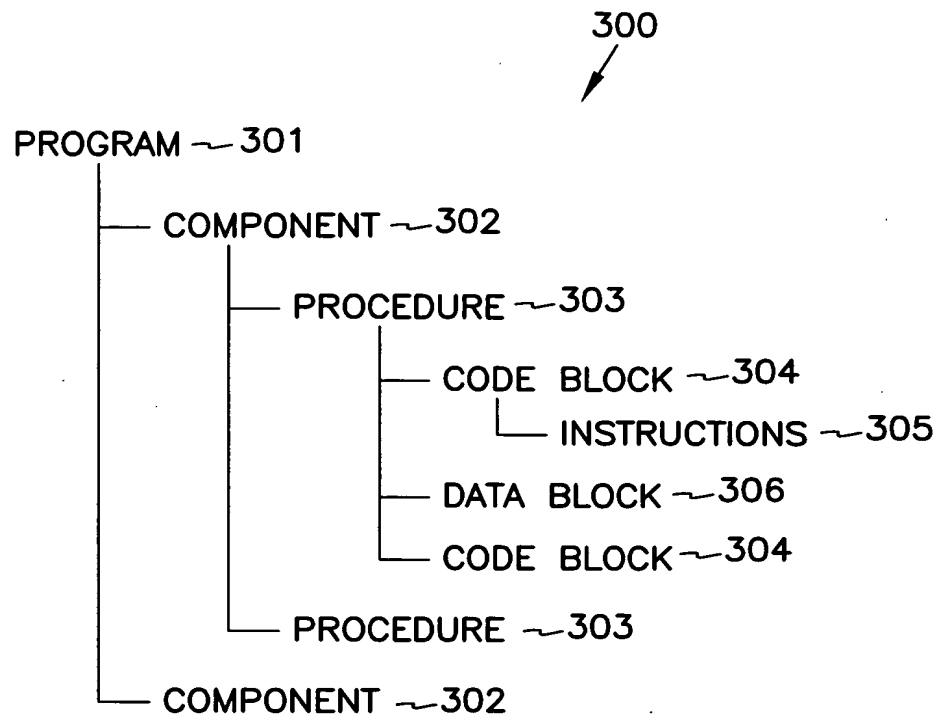 300
PROGRAM 301
COMPONENT 302
PROCEDURE 303
CODE BLOCK 304
INSTRUCTIONS 305
DATA BLOCK 306
CODE BLOCK 304
PROCEDURE 303
COMPONENT 302